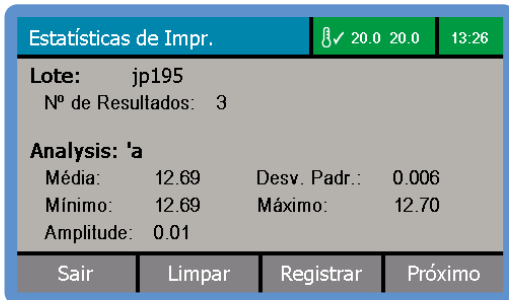 Estatísticas de Impr. 20.0 20.0 13:26
Lote: jp195
Nº de Resultados: 3
Analysis: 'a
Média: 12.69 Desv. Padr.: 0.006
Mínimo: 12.69 Máximo: 12.70
Amplitude: 0.01
Sair Limpar Registrar Próximo